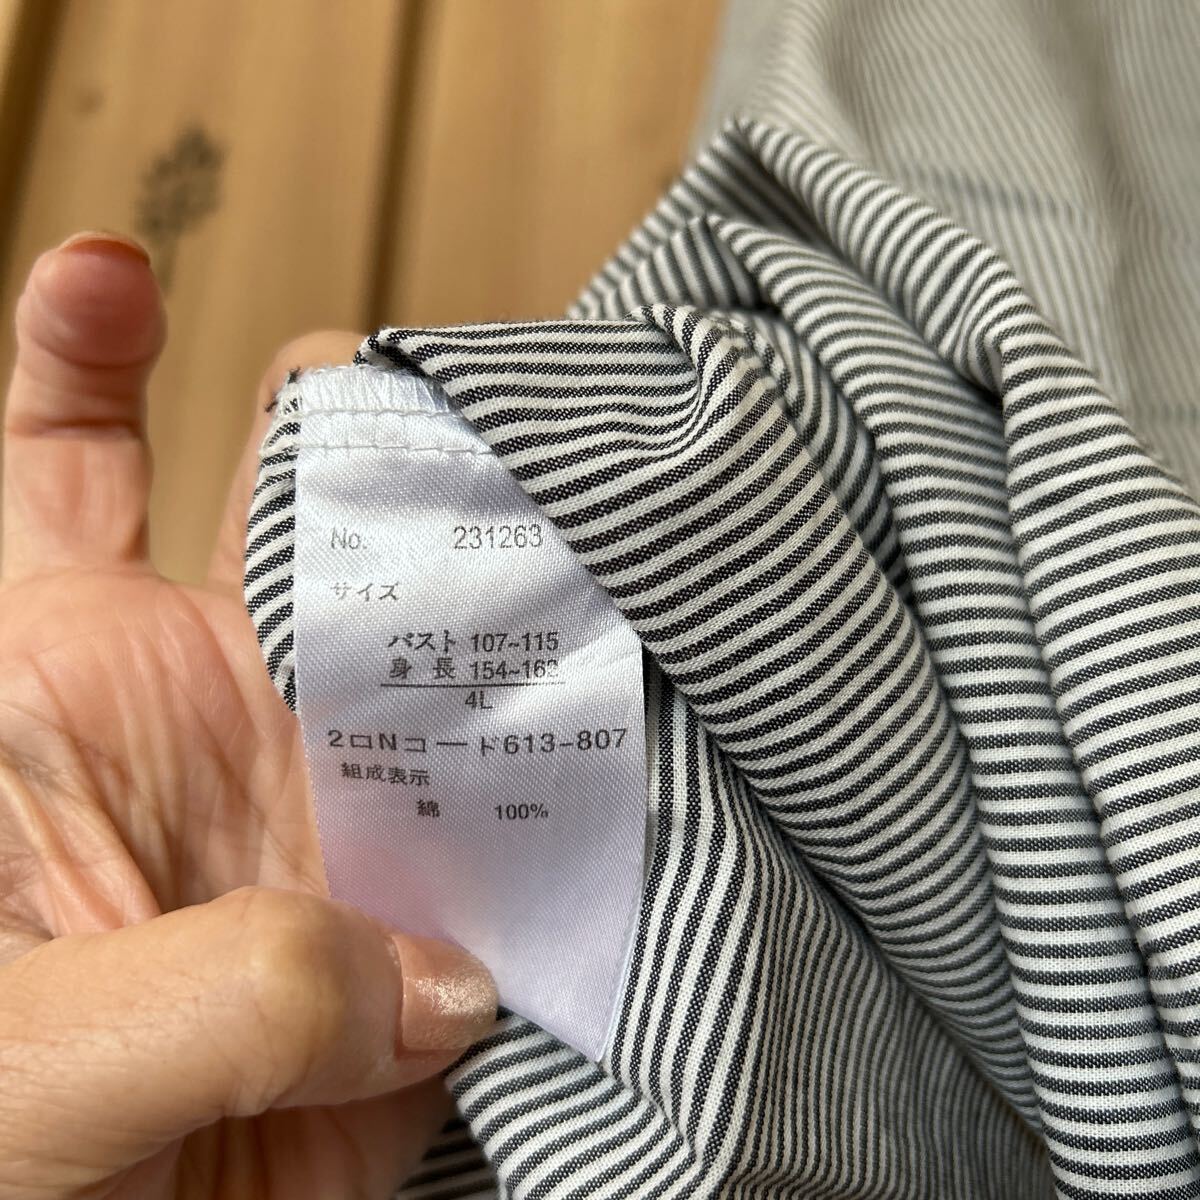 No. 231263
サイズ
バスト 107~115
身 長 154~162
4L
2ロNコード613-807
組成表示
綿 100%